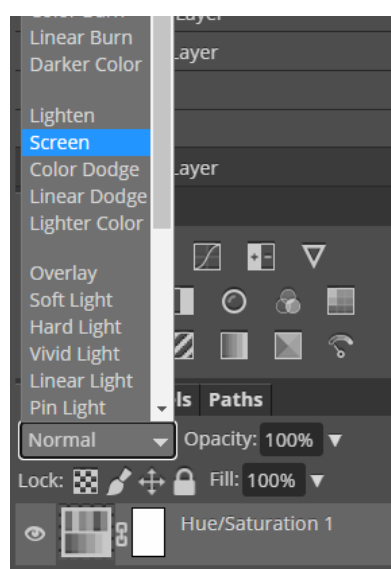 Layer
Linear Burn
Layer
Darker Color
Lighten
Screen
Color Dodge
Layer
Linear Dodge
Lighter Color
Overlay
Soft Light
Hard Light
Vivid Light
Linear Light
Pin Light
ls Paths
Normal
Opacity: 100%
Lock:
Fill: 100%
Hue/Saturation 1